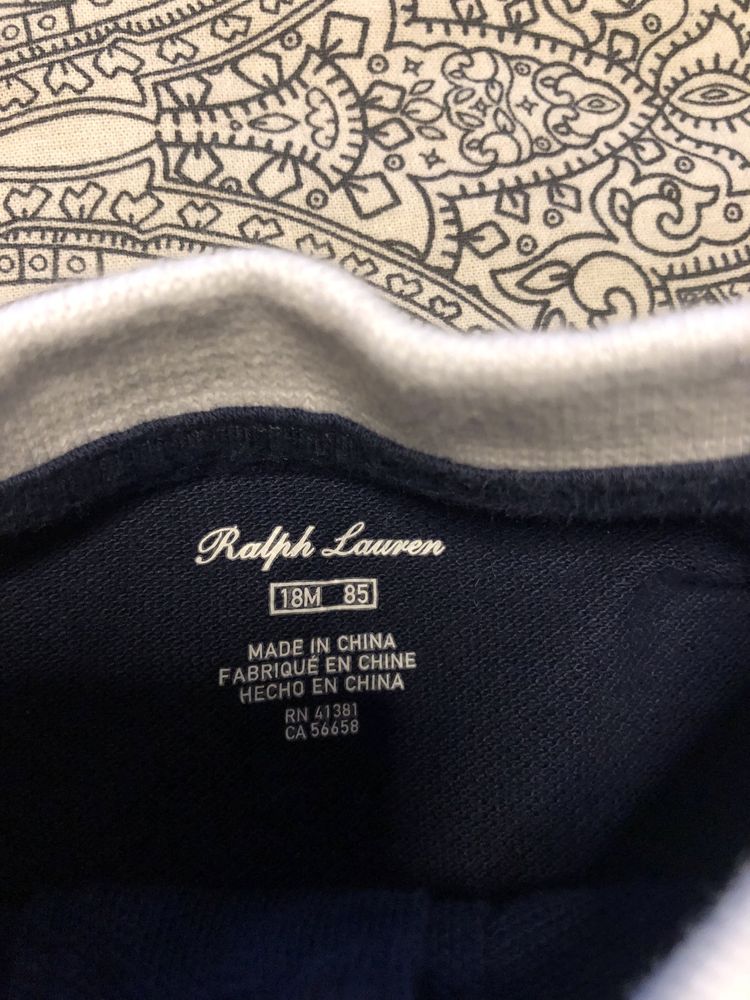 Ralph Lauren
18M 85
MADE IN CHINA
FABRIQUÉ EN CHINE
HECHO EN CHINA
RN 41381
CA 56658